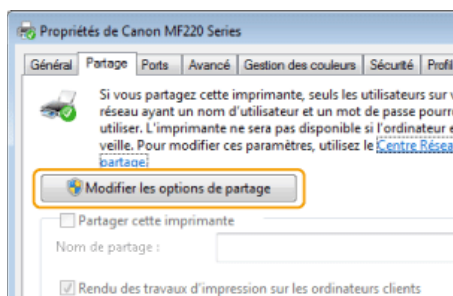 Propriétés de Canon MF220 Series
Général Partage Ports Avancé Gestion des couleurs Sécurité Profil
Si vous partagez cette imprimante, seuls les utilisateurs sur
réseau ayant un nom d'utilisateur et un mot de passe
utiliser. L'imprimante ne sera pas disponible si l'ordinateur
veille. Pour modifier ces paramètres, utilisez le Centre
partage.
Modifier les options de partage
Partager cette imprimante
Nom de partage :
Rendu des travaux d'impression sur les ordinateurs clients